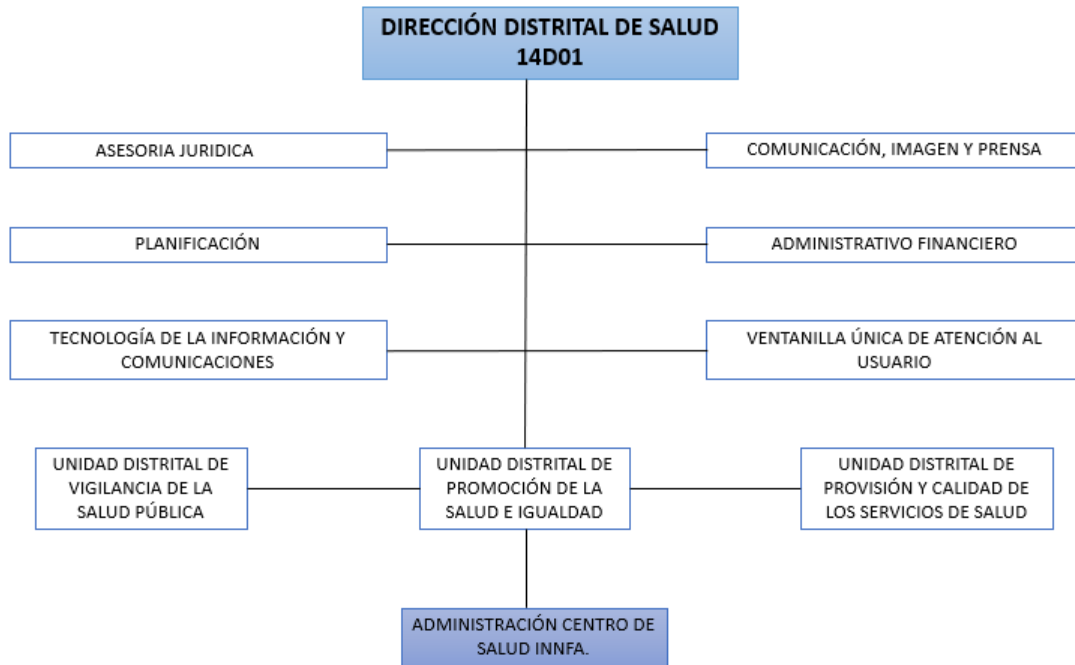 DIRECCIÓN DISTRITAL DE SALUD
14D01
ASESORIA JURIDICA
COMUNICACIÓN, IMAGEN Y PRENSA
PLANIFICACIÓN
ADMINISTRATIVO FINANCIERO
TECNOLOGÍA DE LA INFORMACIÓN Y
COMUNICACIONES
VENTANILLA ÚNICA DE ATENCIÓN AL
USUARIO
UNIDAD DISTRITAL DE
VIGILANCIA DE LA
SALUD PÚBLICA
UNIDAD DISTRITAL DE
PROMOCIÓN DE LA
SALUD E IGUALDAD
UNIDAD DISTRITAL DE
PROVISIÓN Y CALIDAD DE
LOS SERVICIOS DE SALUD
ADMINISTRACIÓN CENTRO DE
SALUD INNFA.